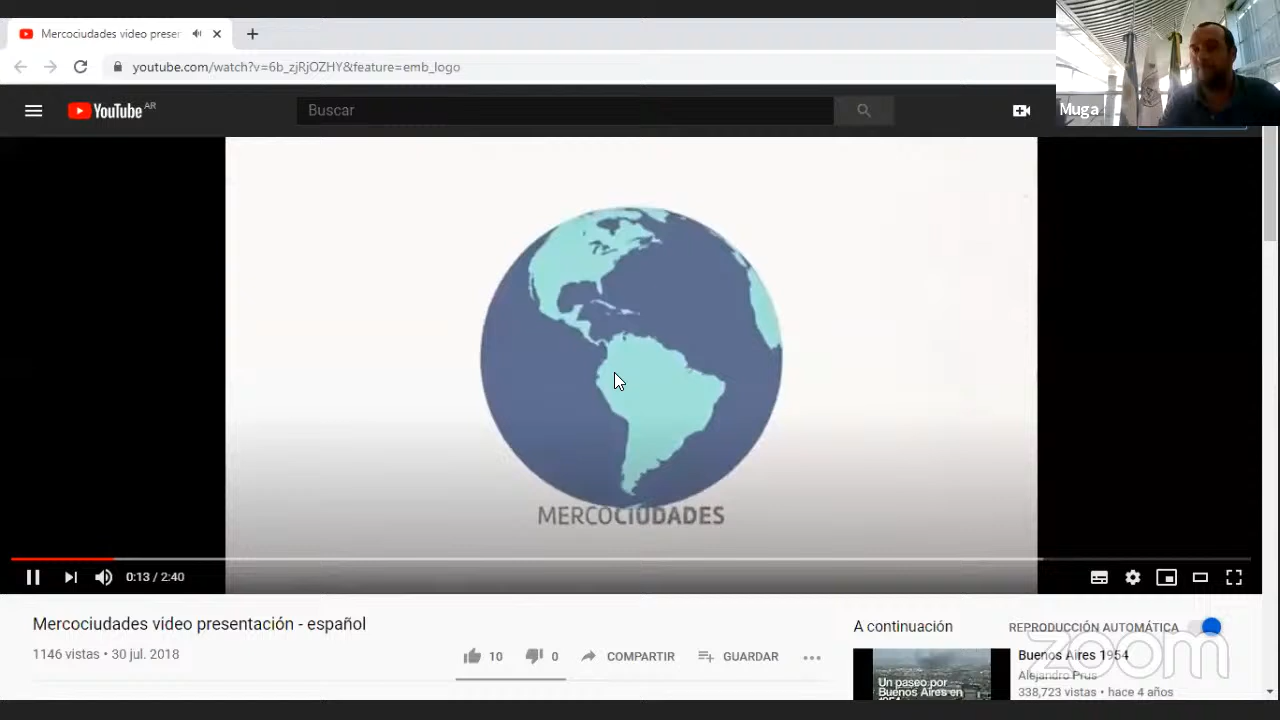 Mercociudades video preser
youtube.com/watch?v=6b_zjRjOZHY&feature=emb_logo
YouTube AR
Buscar
Muga
MERCOCIUDADES
0:13 / 2:40
Mercociudades video presentación - español
1146 vistas • 30 jul. 2018
10
0
COMPARTIR
GUARDAR
A continuación
REPRODUCCIÓN AUTOMÁTICA
zoom
Un paseo por
Buenos Aires en
1954
Buenos Aires 1954
Alejandro Prus
338,723 vistas • hace 4 años